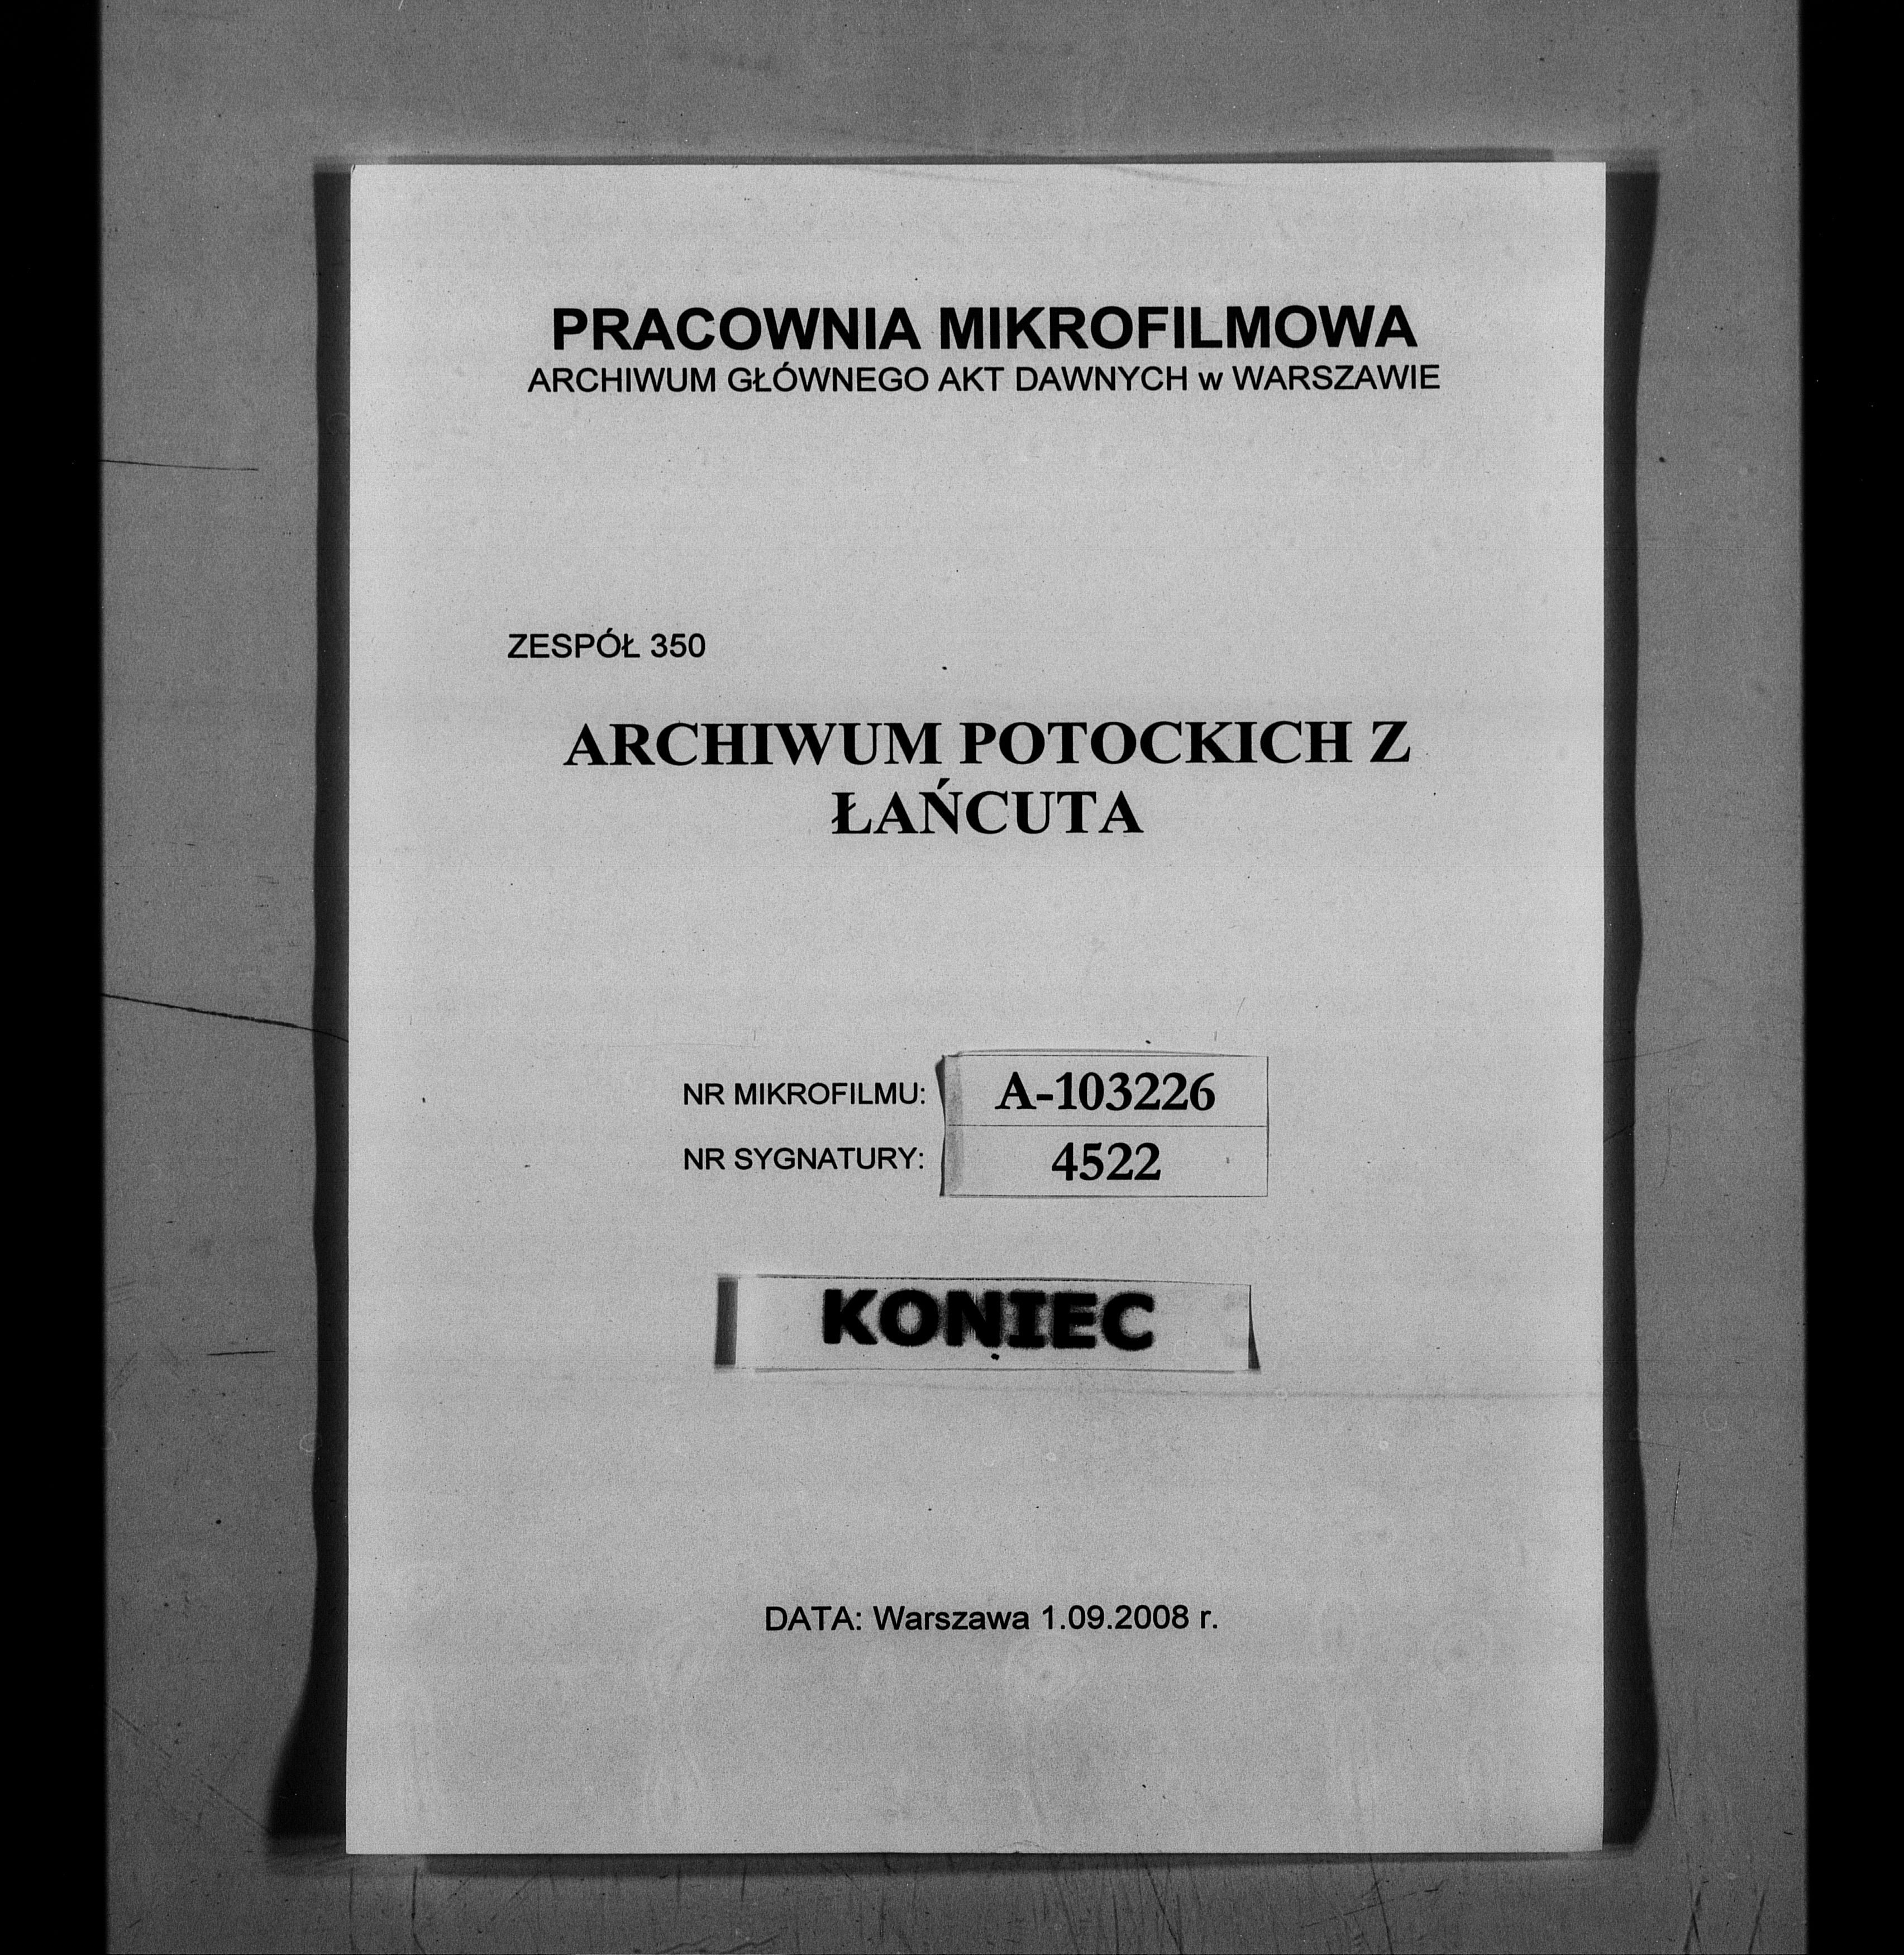 PRACOWNIA MIKROFILMOWA
ARCHIWUM GŁÓWNEGO AKT DAWNYCH w WARSZAWIE
ZESPÓŁ 350
ARCHIWUM POTOCKICH Z
ŁAŃCUTA
NR MIKROFILMU: A-103226
NR SYGNATURY: 4522
KONIEC
DATA: Warszawa 1.09.2008 r.